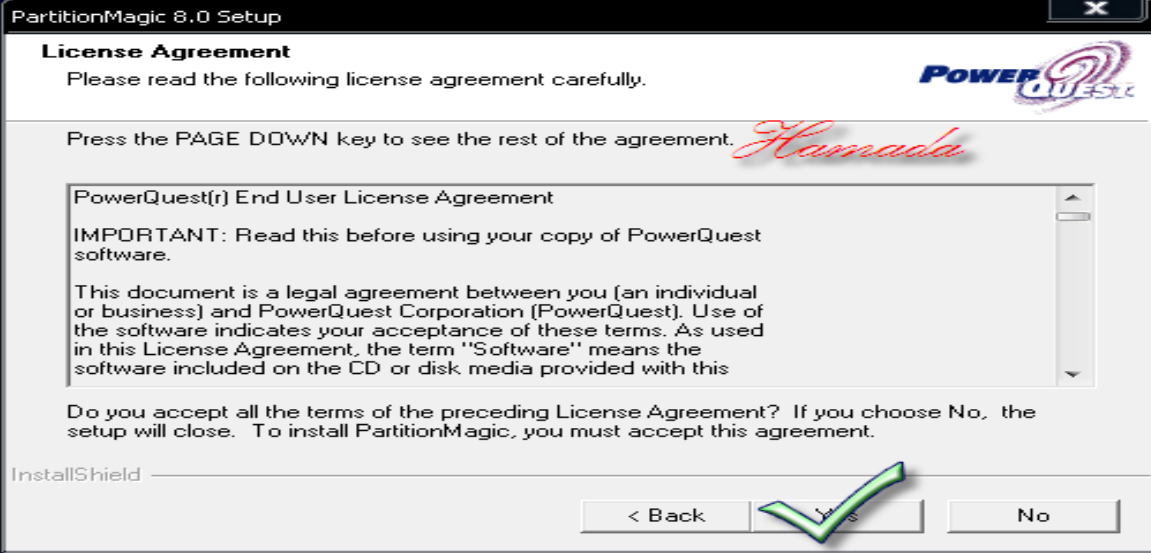 PartitionMagic 8.0 Setup
License Agreement
Please read the following license agreement carefully.
POWERQUEST
Press the PAGE DOWN key to see the rest of the agreement.
Hamada
PowerQuest(r) End User License Agreement
IMPORTANT: Read this before using your copy of PowerQuest
software.
This document is a legal agreement between you (an individual
or business) and PowerQuest Corporation (PowerQuest). Use of
the software indicates your acceptance of these terms. As used
in this License Agreement, the term "Software" means the
software included on the CD or disk media provided with this
Do you accept all the terms of the preceding License Agreement? If you choose No, the
setup will close. To install PartitionMagic, you must accept this agreement.
InstallShield
< Back
Yes
No